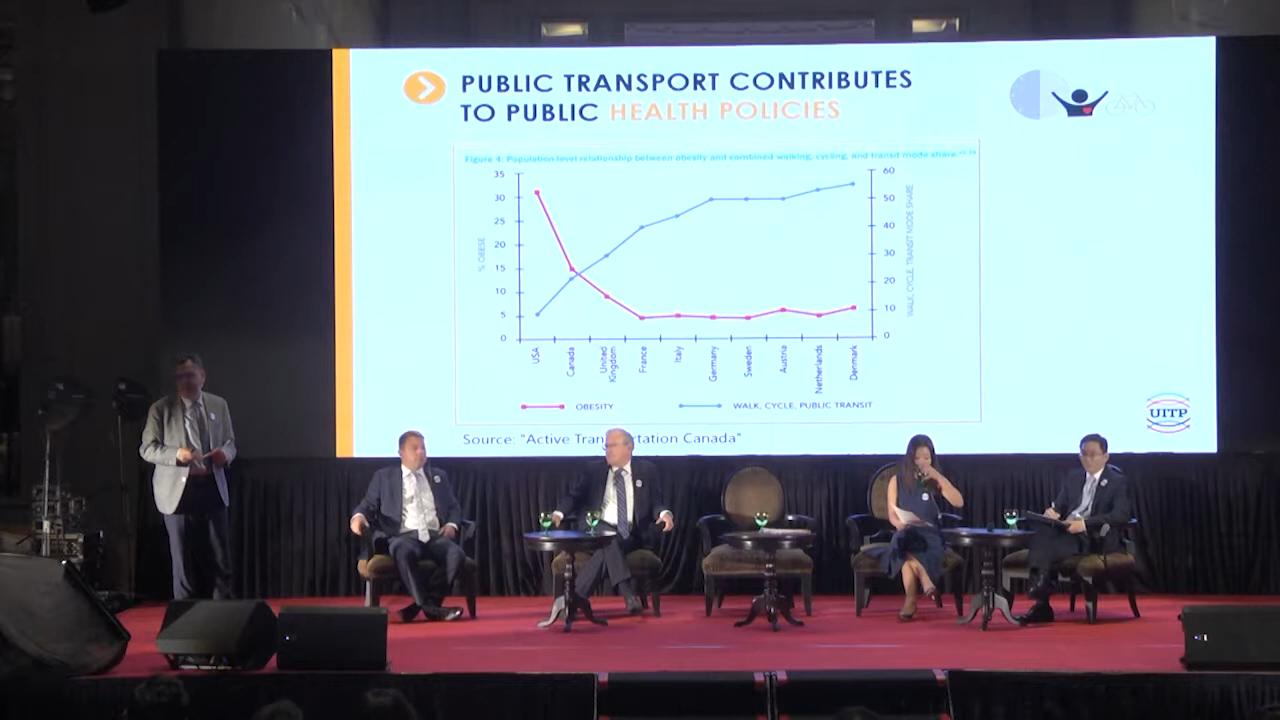 PUBLIC TRANSPORT CONTRIBUTES
TO PUBLIC HEALTH POLICIES
Figure 4: Population-level relationship between obesity and combined walking, cycling, and transit mode share.
35
30
25
20
15
10
5
0
% OBESE
60
50
40
30
20
10
0
WALK, CYCLE, TRANSIT MODE SHARE
USA
Canada
United
Kingdom
France
Italy
Germany
Sweden
Austria
Netherlands
Denmark
OBESITY
WALK, CYCLE, PUBLIC TRANSIT
Source: "Active Transportation Canada"
UITP